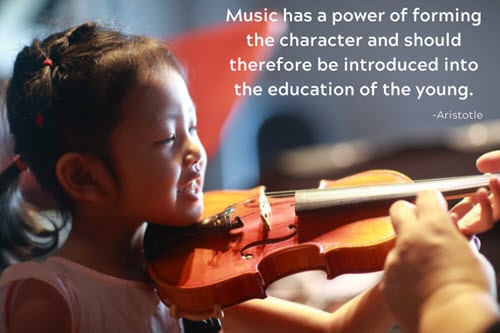 Music has a power of forming
the character and should
therefore be introduced into
the education of the young.
-Aristotle